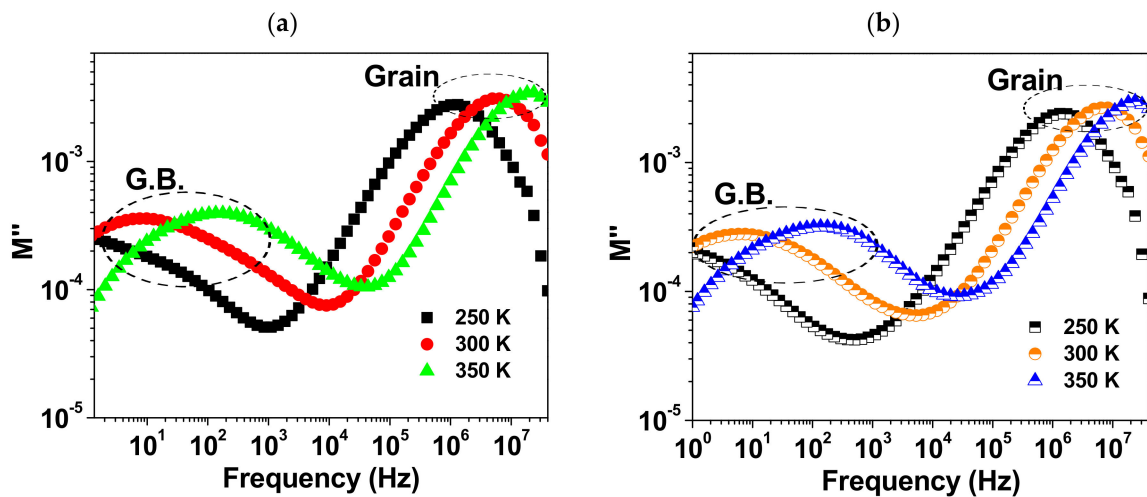 (a)
Grain
G.B.
M''
10⁻³
10⁻⁴
10⁻⁵
250 K
300 K
350 K
10¹ 10² 10³ 10⁴ 10⁵ 10⁶ 10⁷
Frequency (Hz)
(b)
Grain
G.B.
M''
10⁻³
10⁻⁴
10⁻⁵
250 K
300 K
350 K
10⁰ 10¹ 10² 10³ 10⁴ 10⁵ 10⁶ 10⁷
Frequency (Hz)